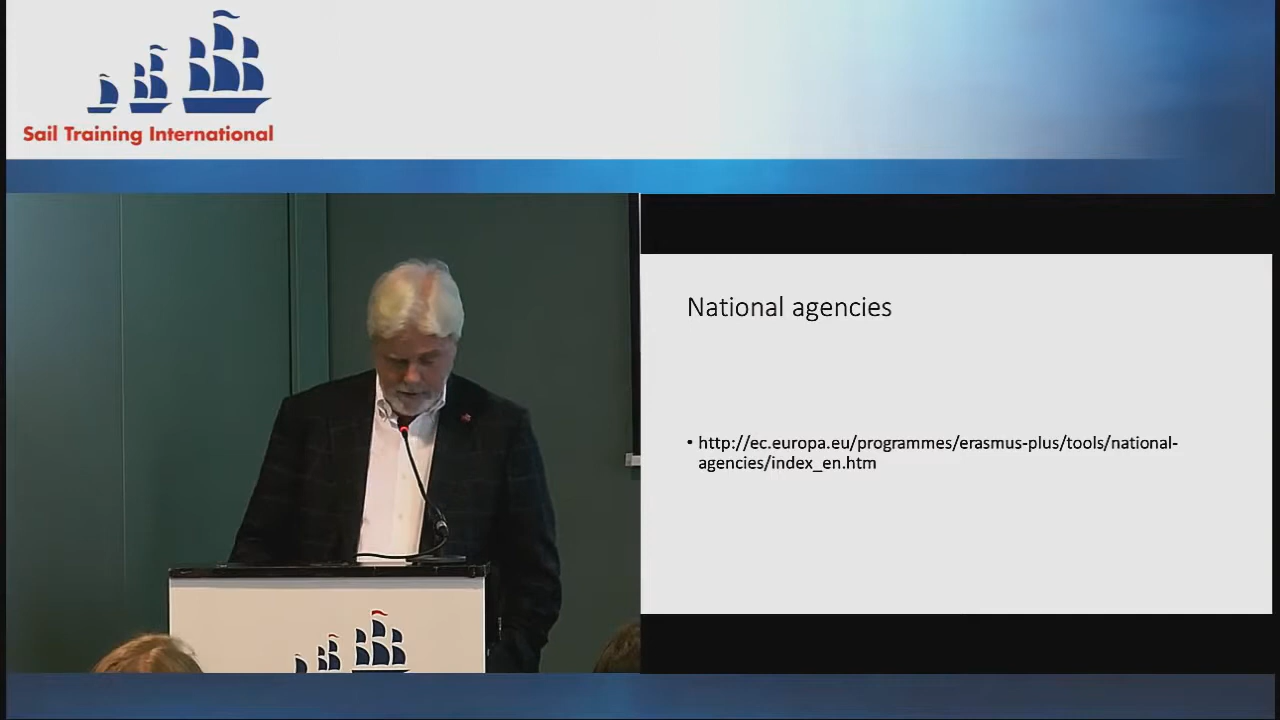 Sail Training International
National agencies
• http://ec.europa.eu/programmes/erasmus-plus/tools/national-
agencies/index_en.htm